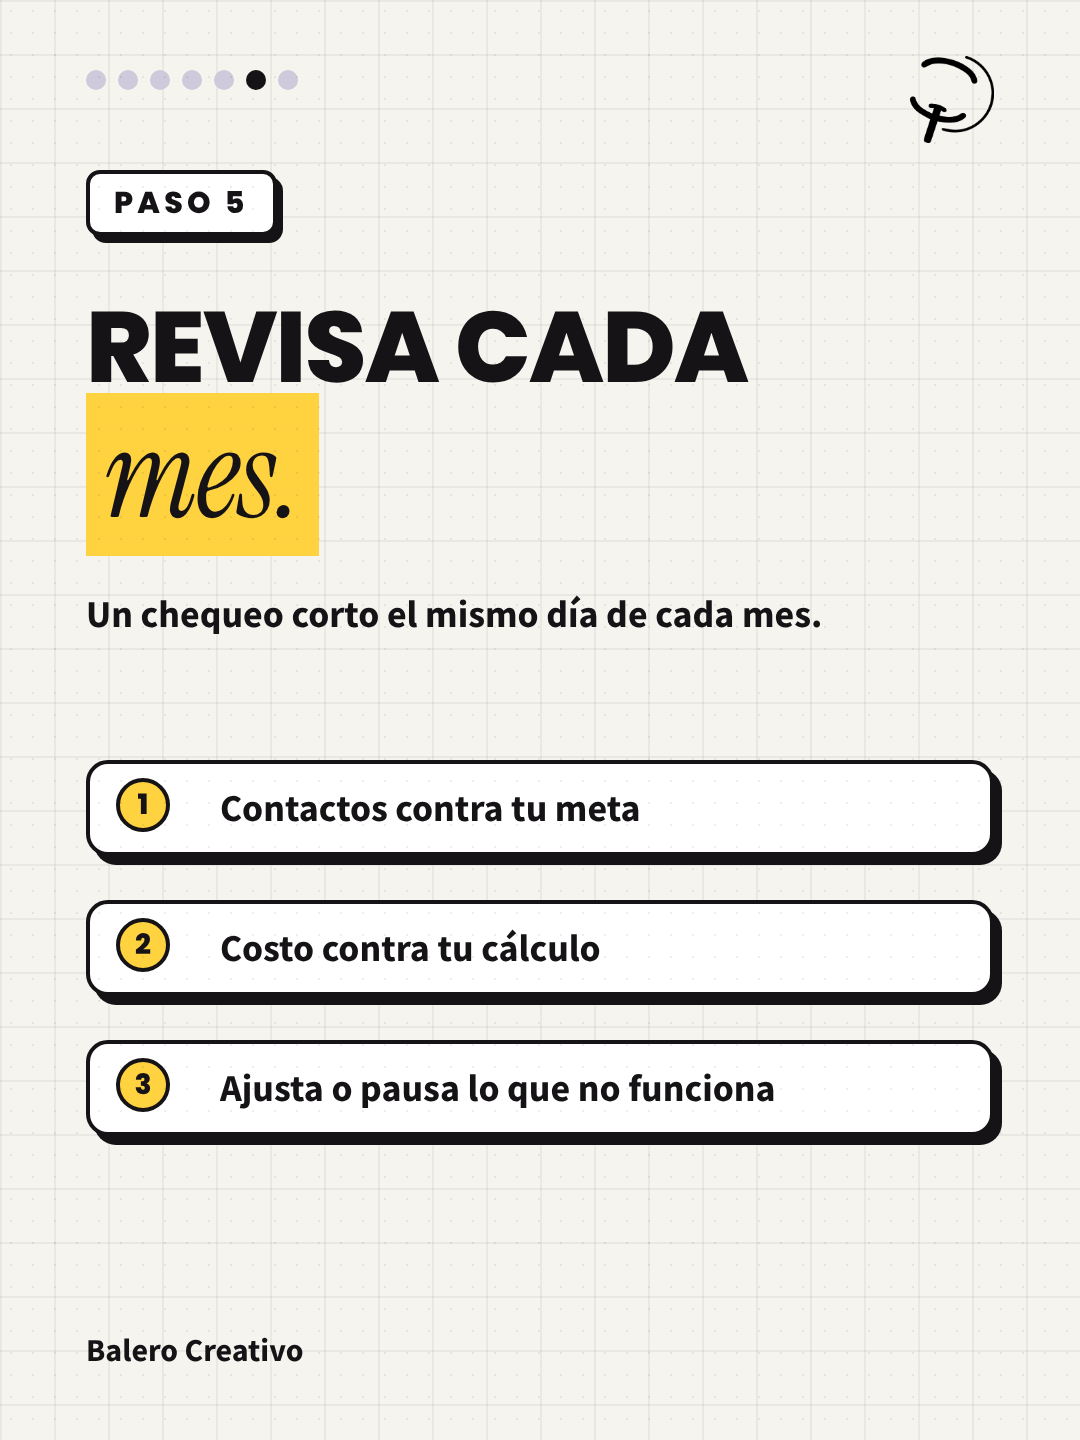 PASO 5
REVISA CADA
mes.
Un chequeo corto el mismo día de cada mes.
1 Contactos contra tu meta
2 Costo contra tu cálculo
3 Ajusta o pausa lo que no funciona
Balero Creativo